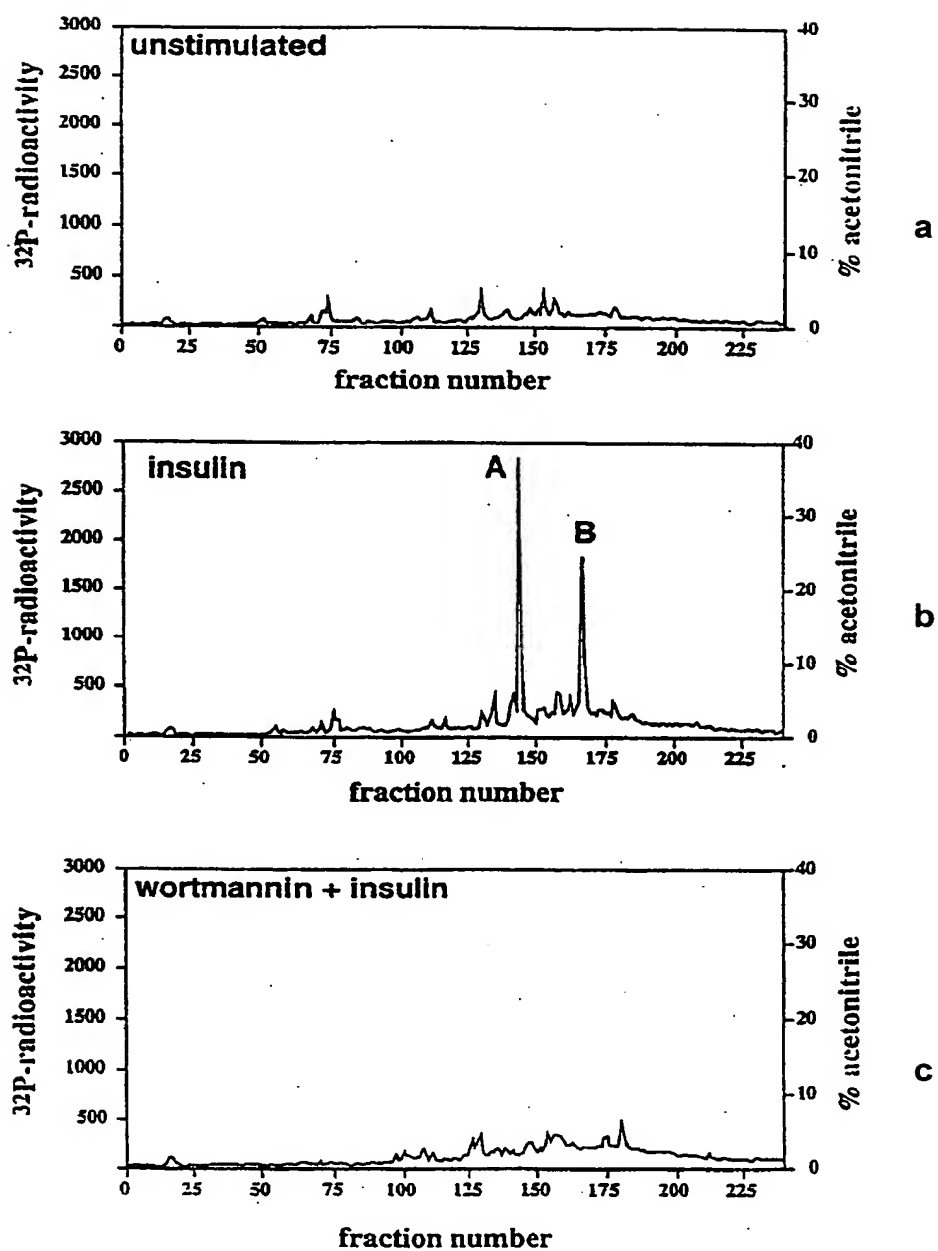 unstimulated
3000
2500
2000
1500
1000
500
32P-radioactivity
40
30
20
10
0
% acetonitrile
0 25 50 75 100 125 150 175 200 225
fraction number
a
insulin
A
B
3000
2500
2000
1500
1000
500
32P-radioactivity
40
30
20
10
0
% acetonitrile
0 25 50 75 100 125 150 175 200 225
fraction number
b
wortmannin + insulin
3000
2500
2000
1500
1000
500
32P-radioactivity
40
30
20
10
0
% acetonitrile
0 25 50 75 100 125 150 175 200 225
fraction number
c